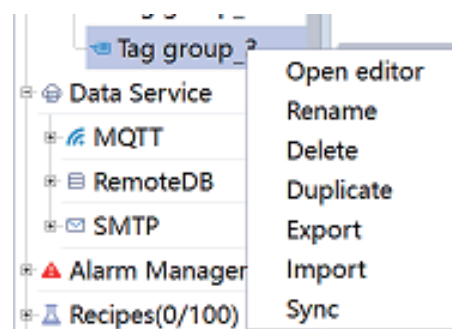 Tag group_
Data Service
MQTT
RemoteDB
SMTP
Alarm Manager
Recipes(0/100)
Open editor
Rename
Delete
Duplicate
Export
Import
Sync